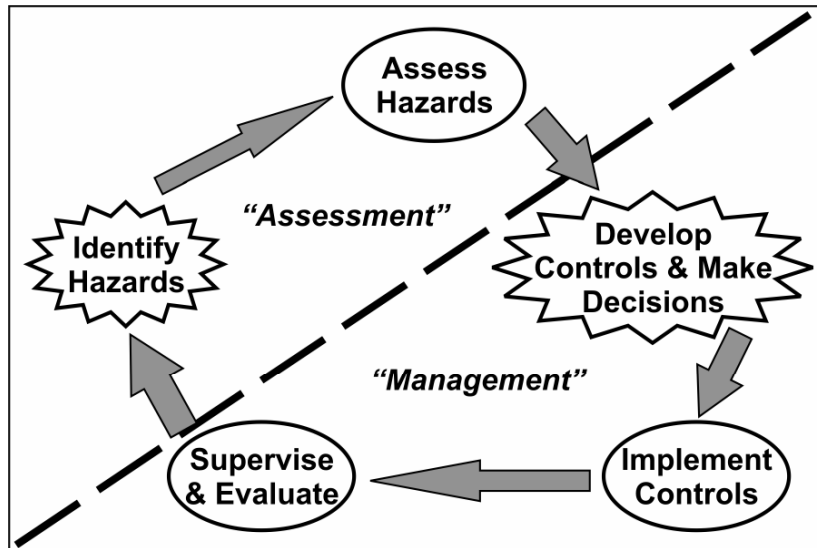 Assess
Hazards
"Assessment"
Identify
Hazards
Develop
Controls & Make
Decisions
"Management"
Supervise
& Evaluate
Implement
Controls